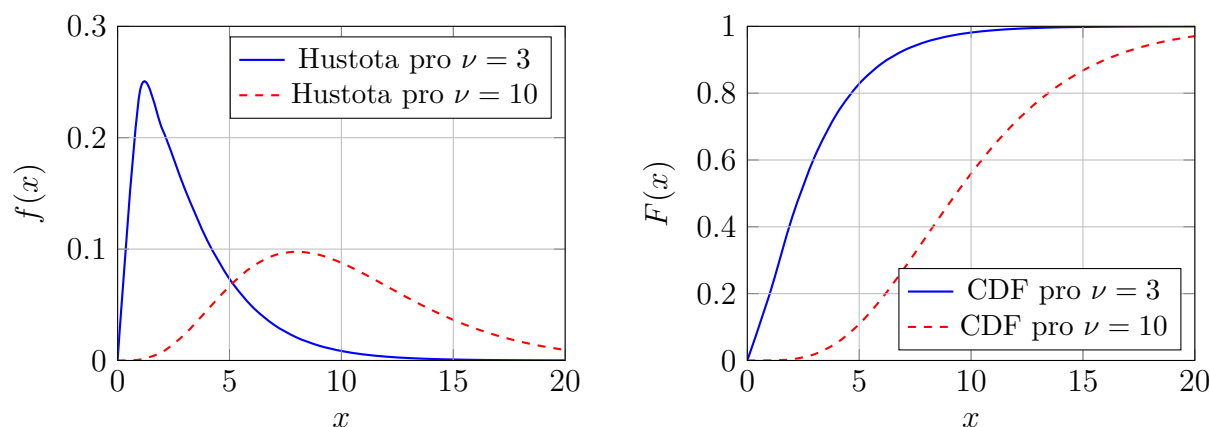 0.3
0.2
0.1
0
f(x)
Hustota pro ν = 3
Hustota pro ν = 10
0 5 10 15 20
x
1
0.8
0.6
0.4
0.2
0
F(x)
CDF pro ν = 3
CDF pro ν = 10
0 5 10 15 20
x